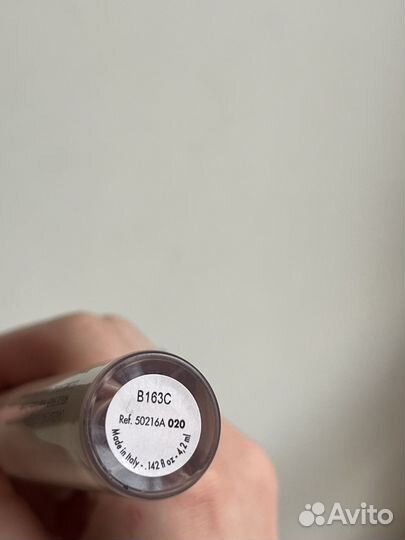 B163C
Ref. 50216A 020
Made in Italy - .142 fl oz - 4,2 ml
Avito